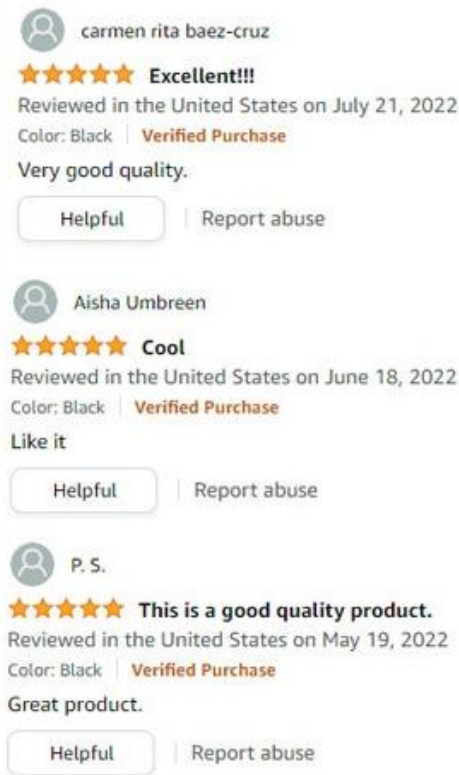 carmen rita baez-cruz
Excellent!!!
Reviewed in the United States on July 21, 2022
Color: Black | Verified Purchase
Very good quality.
Helpful | Report abuse
Aisha Umbreen
Cool
Reviewed in the United States on June 18, 2022
Color: Black | Verified Purchase
Like it
Helpful | Report abuse
P. S.
This is a good quality product.
Reviewed in the United States on May 19, 2022
Color: Black | Verified Purchase
Great product.
Helpful | Report abuse